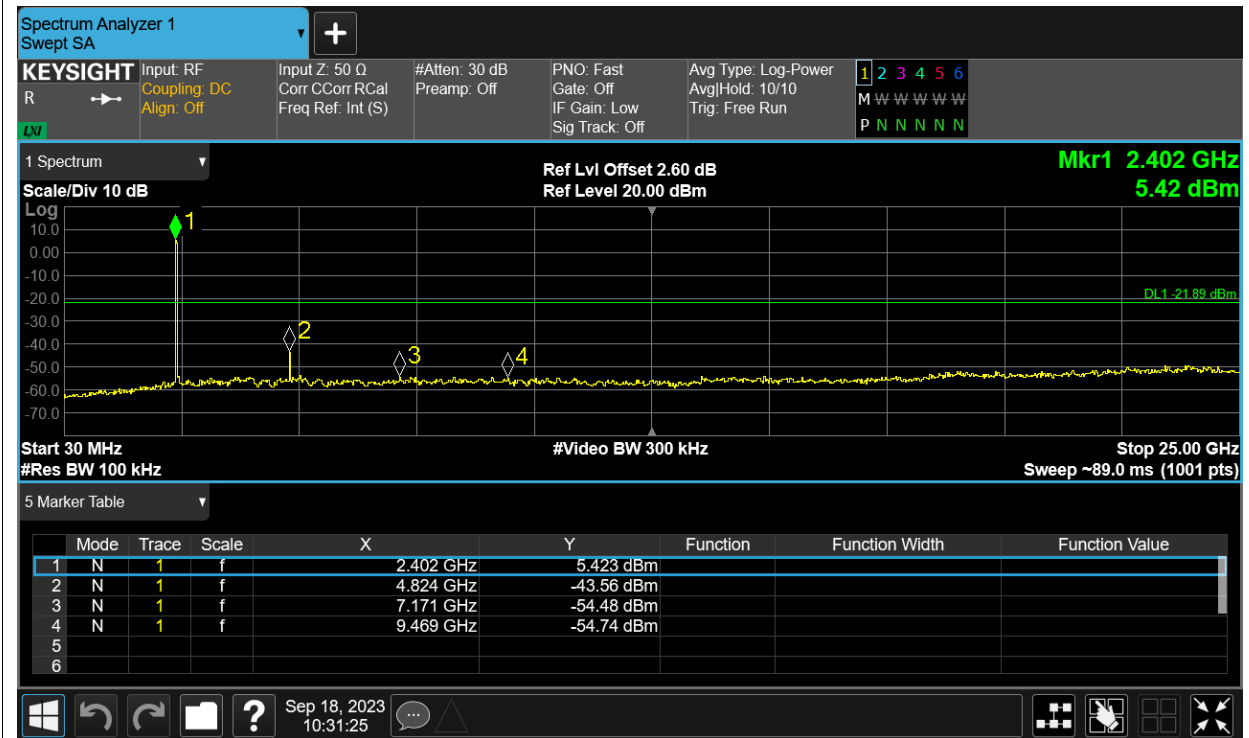 Spectrum Analyzer 1
Swept SA
KEYSIGHT
R
LXI
Input: RF
Coupling: DC
Align: Off
Input Z: 50 Ω
Corr CCorr RCal
Freq Ref: Int (S)
#Atten: 30 dB
Preamp: Off
PNO: Fast
Gate: Off
IF Gain: Low
Sig Track: Off
Avg Type: Log-Power
Avg|Hold: 10/10
Trig: Free Run
1 2 3 4 5 6
M W W W W W
P N N N N N
1 Spectrum
Scale/Div 10 dB
Ref Lvl Offset 2.60 dB
Ref Level 20.00 dBm
Mkr1 2.402 GHz
5.42 dBm
Log
10.0
0.00
-10.0
-20.0
-30.0
-40.0
-50.0
-60.0
-70.0
1
2
3
4
DL1 -21.89 dBm
Start 30 MHz
#Res BW 100 kHz
#Video BW 300 kHz
Stop 25.00 GHz
Sweep ~89.0 ms (1001 pts)
5 Marker Table
Mode Trace Scale X Y Function Function Width Function Value
1 N 1 f 2.402 GHz 5.423 dBm
2 N 1 f 4.824 GHz -43.56 dBm
3 N 1 f 7.171 GHz -54.48 dBm
4 N 1 f 9.469 GHz -54.74 dBm
5
6
?
Sep 18, 2023
10:31:25